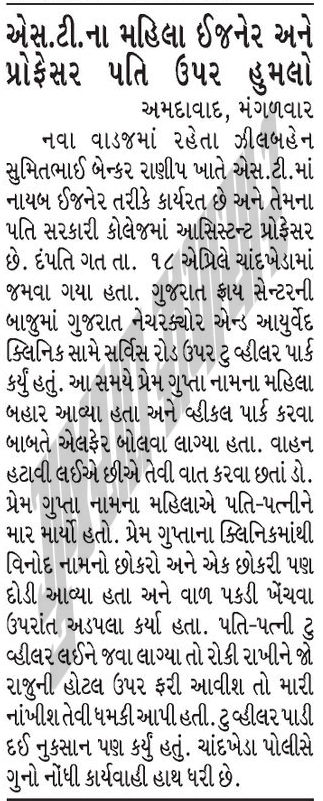 એસ.ટી.ના મહિલા ઈજનેર અને
પ્રોફેસર પતિ ઉપર હુમલો
અમદાવાદ, મંગળવાર
નવા વાડજમાં રહેતા ઝીલબહેન
સુમિતભાઈ બેન્કર રાણીપ ખાતે એસ.ટી.માં
નાયબ ઈજનેર તરીકે કાર્યરત છે અને તેમના
પતિ સરકારી કોલેજમાં આસિસ્ટન્ટ પ્રોફેસર
છે. દંપતિ ગત તા. ૧૮ એપ્રિલે ચાંદખેડામાં
જમવા ગયા હતા. ગુજરાત ફ્રાય સેન્ટરની
બાજુમાં ગુજરાત નેચરક્યોર એન્ડ આયુર્વેદ
ક્લિનિક સામે સર્વિસ રોડ ઉપર ટુ વ્હીલર પાર્ક
કર્યું હતું. આ સમયે પ્રેમ ગુપ્તા નામના મહિલા
બહાર આવ્યા હતા અને વ્હીકલ પાર્ક કરવા
બાબતે એલફેર બોલવા લાગ્યા હતા. વાહન
હટાવી લઈએ છીએ તેવી વાત કરવા છતાં ડો.
પ્રેમ ગુપ્તા નામના મહિલાએ પતિ-પત્નીને
માર માર્યો હતો. પ્રેમ ગુપ્તાના ક્લિનિકમાંથી
વિનોદ નામનો છોકરો અને એક છોકરી પણ
દોડી આવ્યા હતા અને વાળ પકડી ખેંચવા
ઉપરાંત અડપલા કર્યા હતા. પતિ-પત્ની ટુ
વ્હીલર લઈને જવા લાગ્યા તો રોકી રાખીને જો
રાજુની હોટલ ઉપર ફરી આવીશ તો મારી
નાંખીશ તેવી ધમકી આપી હતી. ટુ વ્હીલર પાડી
દઈ નુકસાન પણ કર્યું હતું. ચાંદખેડા પોલીસે
ગુનો નોંધી કાર્યવાહી હાથ ધરી છે.